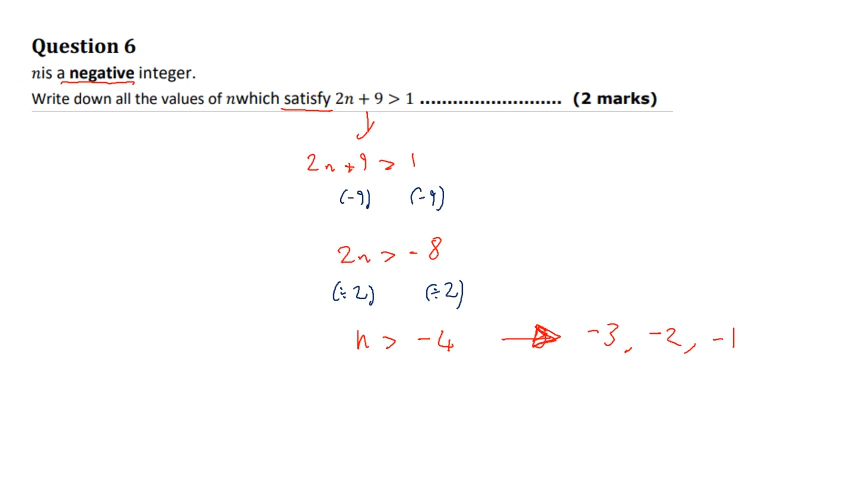 Question 6
n is a negative integer.
Write down all the values of n which satisfy 2n + 9 > 1 .......................... (2 marks)
2n + 9 > 1
(-9) (-9)
2n > -8
(÷2) (÷2)
n > -4 → -3, -2, -1